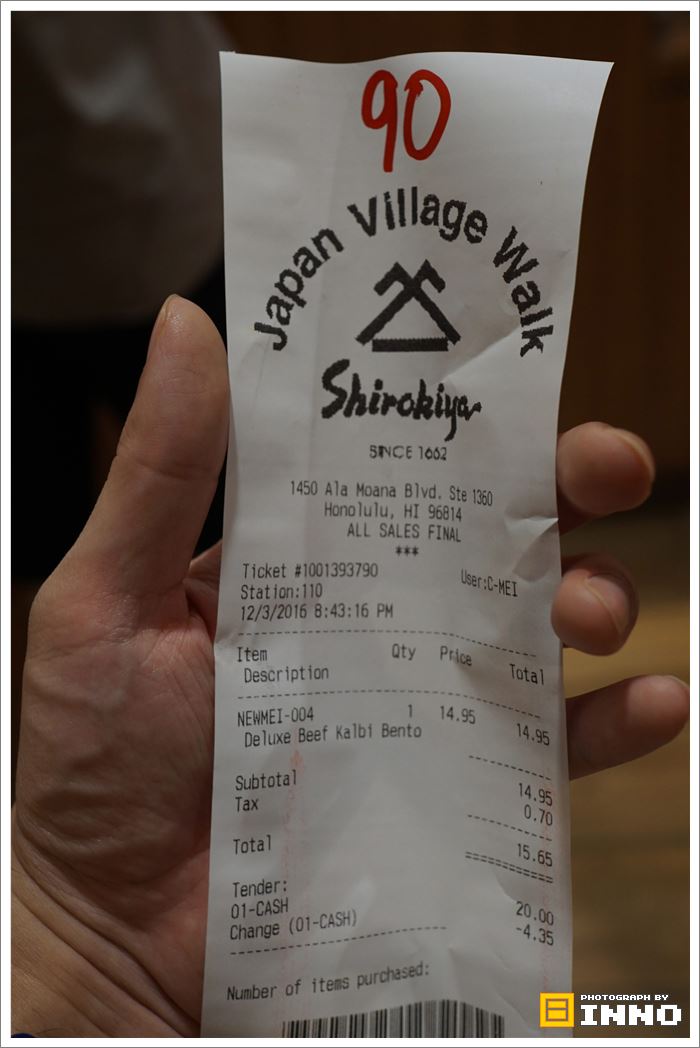 90
Japan Village Walk
Shirokiya
SINCE 1662
1450 Ala Moana Blvd. Ste 1360
Honolulu, HI 96814
ALL SALES FINAL
***
Ticket #1001393790 User:C-MEI
Station:110
12/3/2016 8:43:16 PM
Item Qty Price Total
Description
NEWMEI-004 1 14.95 14.95
Deluxe Beef Kalbi Bento
Subtotal 14.95
Tax 0.70
Total 15.65
Tender:
01-CASH 20.00
Change (01-CASH) -4.35
Number of items purchased:
PHOTOGRAPH BY
INNO